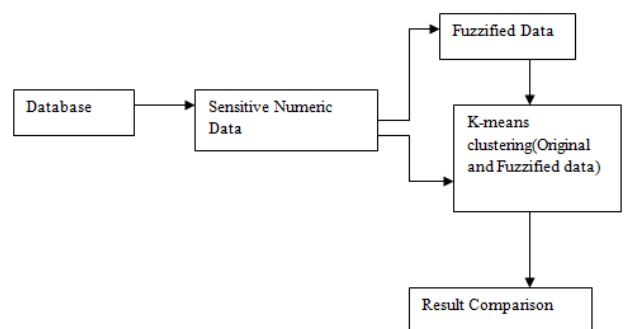 Fuzzified Data
Database
Sensitive Numeric
Data
K-means
clustering(Original
and Fuzzified data)
Result Comparison